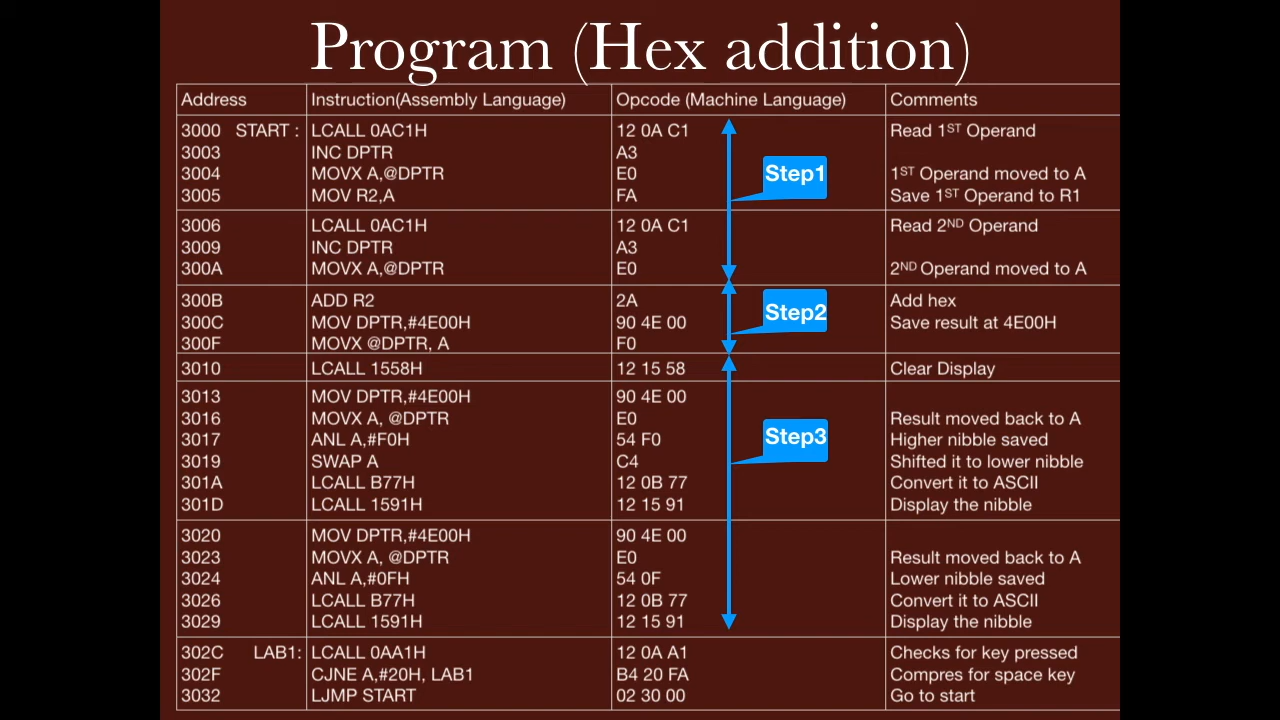 Program (Hex addition)
Address Instruction(Assembly Language) Opcode (Machine Language) Comments
3000 START : LCALL 0AC1H 12 0A C1 Read 1ST Operand
3003 INC DPTR A3
3004 MOVX A,@DPTR E0 1ST Operand moved to A
3005 MOV R2,A FA Save 1ST Operand to R1
Step1
3006 LCALL 0AC1H 12 0A C1 Read 2ND Operand
3009 INC DPTR A3
300A MOVX A,@DPTR E0 2ND Operand moved to A
300B ADD R2 2A Add hex
300C MOV DPTR,#4E00H 90 4E 00 Save result at 4E00H
300F MOVX @DPTR, A F0
Step2
3010 LCALL 1558H 12 15 58 Clear Display
3013 MOV DPTR,#4E00H 90 4E 00
3016 MOVX A, @DPTR E0 Result moved back to A
3017 ANL A,#F0H 54 F0 Higher nibble saved
Step3
3019 SWAP A C4 Shifted it to lower nibble
301A LCALL B77H 12 0B 77 Convert it to ASCII
301D LCALL 1591H 12 15 91 Display the nibble
3020 MOV DPTR,#4E00H 90 4E 00
3023 MOVX A, @DPTR E0 Result moved back to A
3024 ANL A,#0FH 54 0F Lower nibble saved
3026 LCALL B77H 12 0B 77 Convert it to ASCII
3029 LCALL 1591H 12 15 91 Display the nibble
302C LAB1: LCALL 0AA1H 12 0A A1 Checks for key pressed
302F CJNE A,#20H, LAB1 B4 20 FA Compres for space key
3032 LJMP START 02 30 00 Go to start